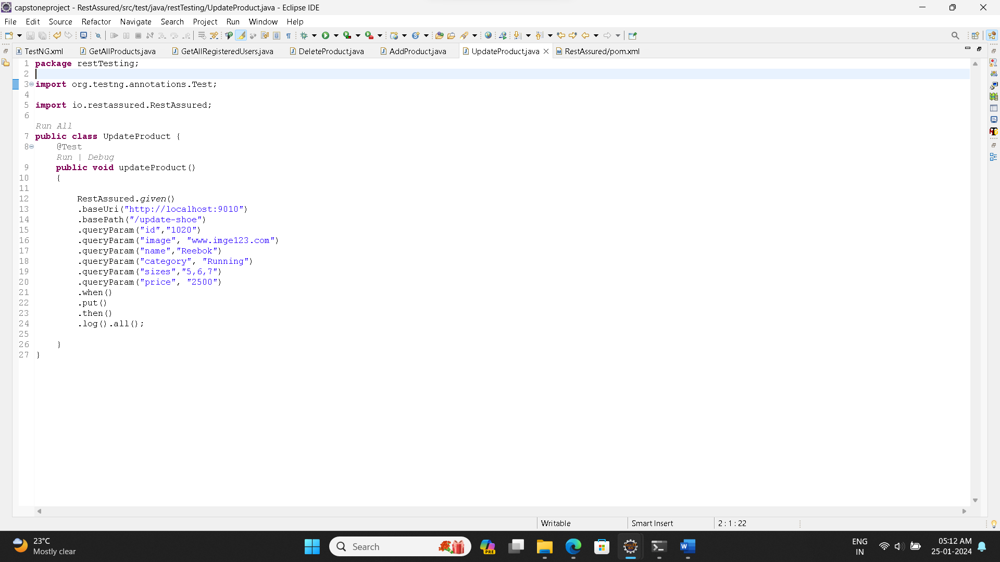 capstoneproject - RestAssured/src/test/java/restTesting/UpdateProduct.java - Eclipse IDE
File Edit Source Refactor Navigate Search Project Run Window Help
TestNG.xml GetAllProducts.java GetAllRegisteredUsers.java DeleteProduct.java AddProduct.java UpdateProduct.java RestAssured/pom.xml
1 package restTesting;
2
3 import org.testng.annotations.Test;
4
5 import io.restassured.RestAssured;
6
Run All
7 public class UpdateProduct {
8 @Test
Run | Debug
9 public void updateProduct()
10 {
11
12 RestAssured.given()
13 .baseUri("http://localhost:9010")
14 .basePath("/update-shoe")
15 .queryParam("id","1020")
16 .queryParam("image", "www.imge123.com")
17 .queryParam("name","Reebok")
18 .queryParam("category", "Running")
19 .queryParam("sizes","5,6,7")
20 .queryParam("price", "2500")
21 .when()
22 .put()
23 .then()
24 .log().all();
25
26 }
27 }
Writable Smart Insert 2 : 1 : 22
23°C
Mostly clear
Search
PRE
ENG
IN
05:12 AM
25-01-2024